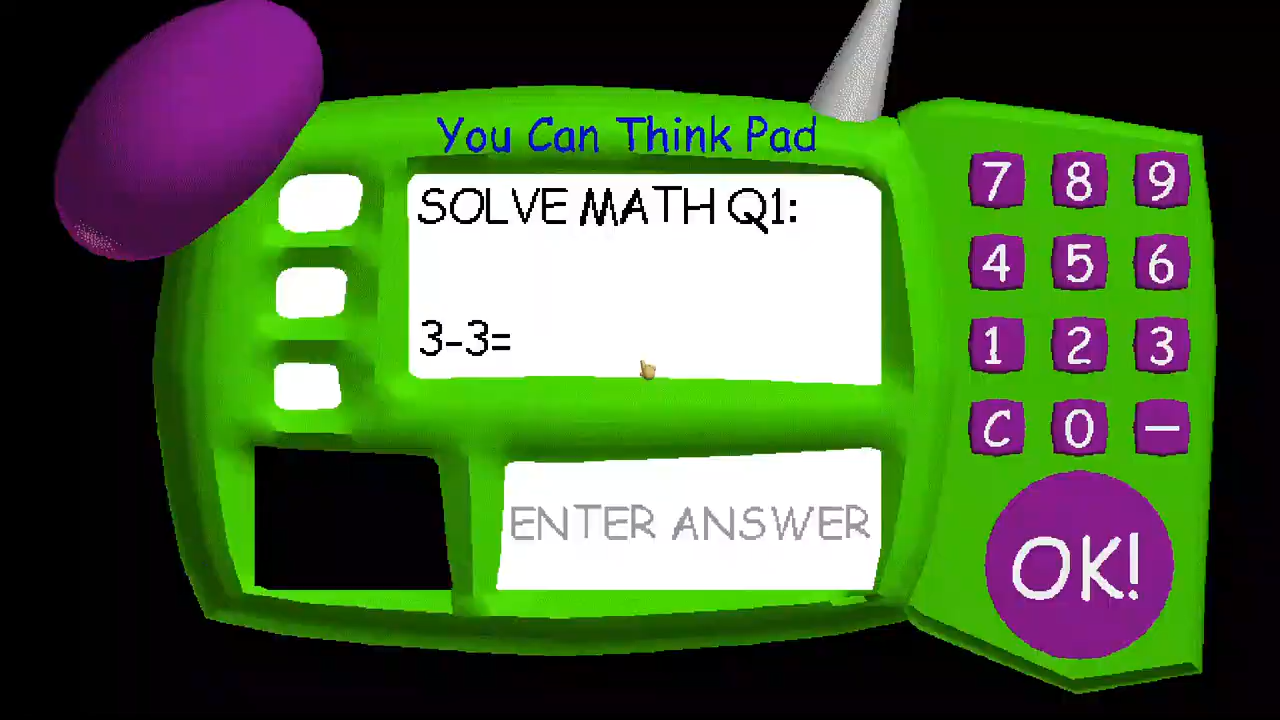 You Can Think Pad
SOLVE MATH Q1:
3-3=
ENTER ANSWER
7 8 9
4 5 6
1 2 3
C 0 —
OK!